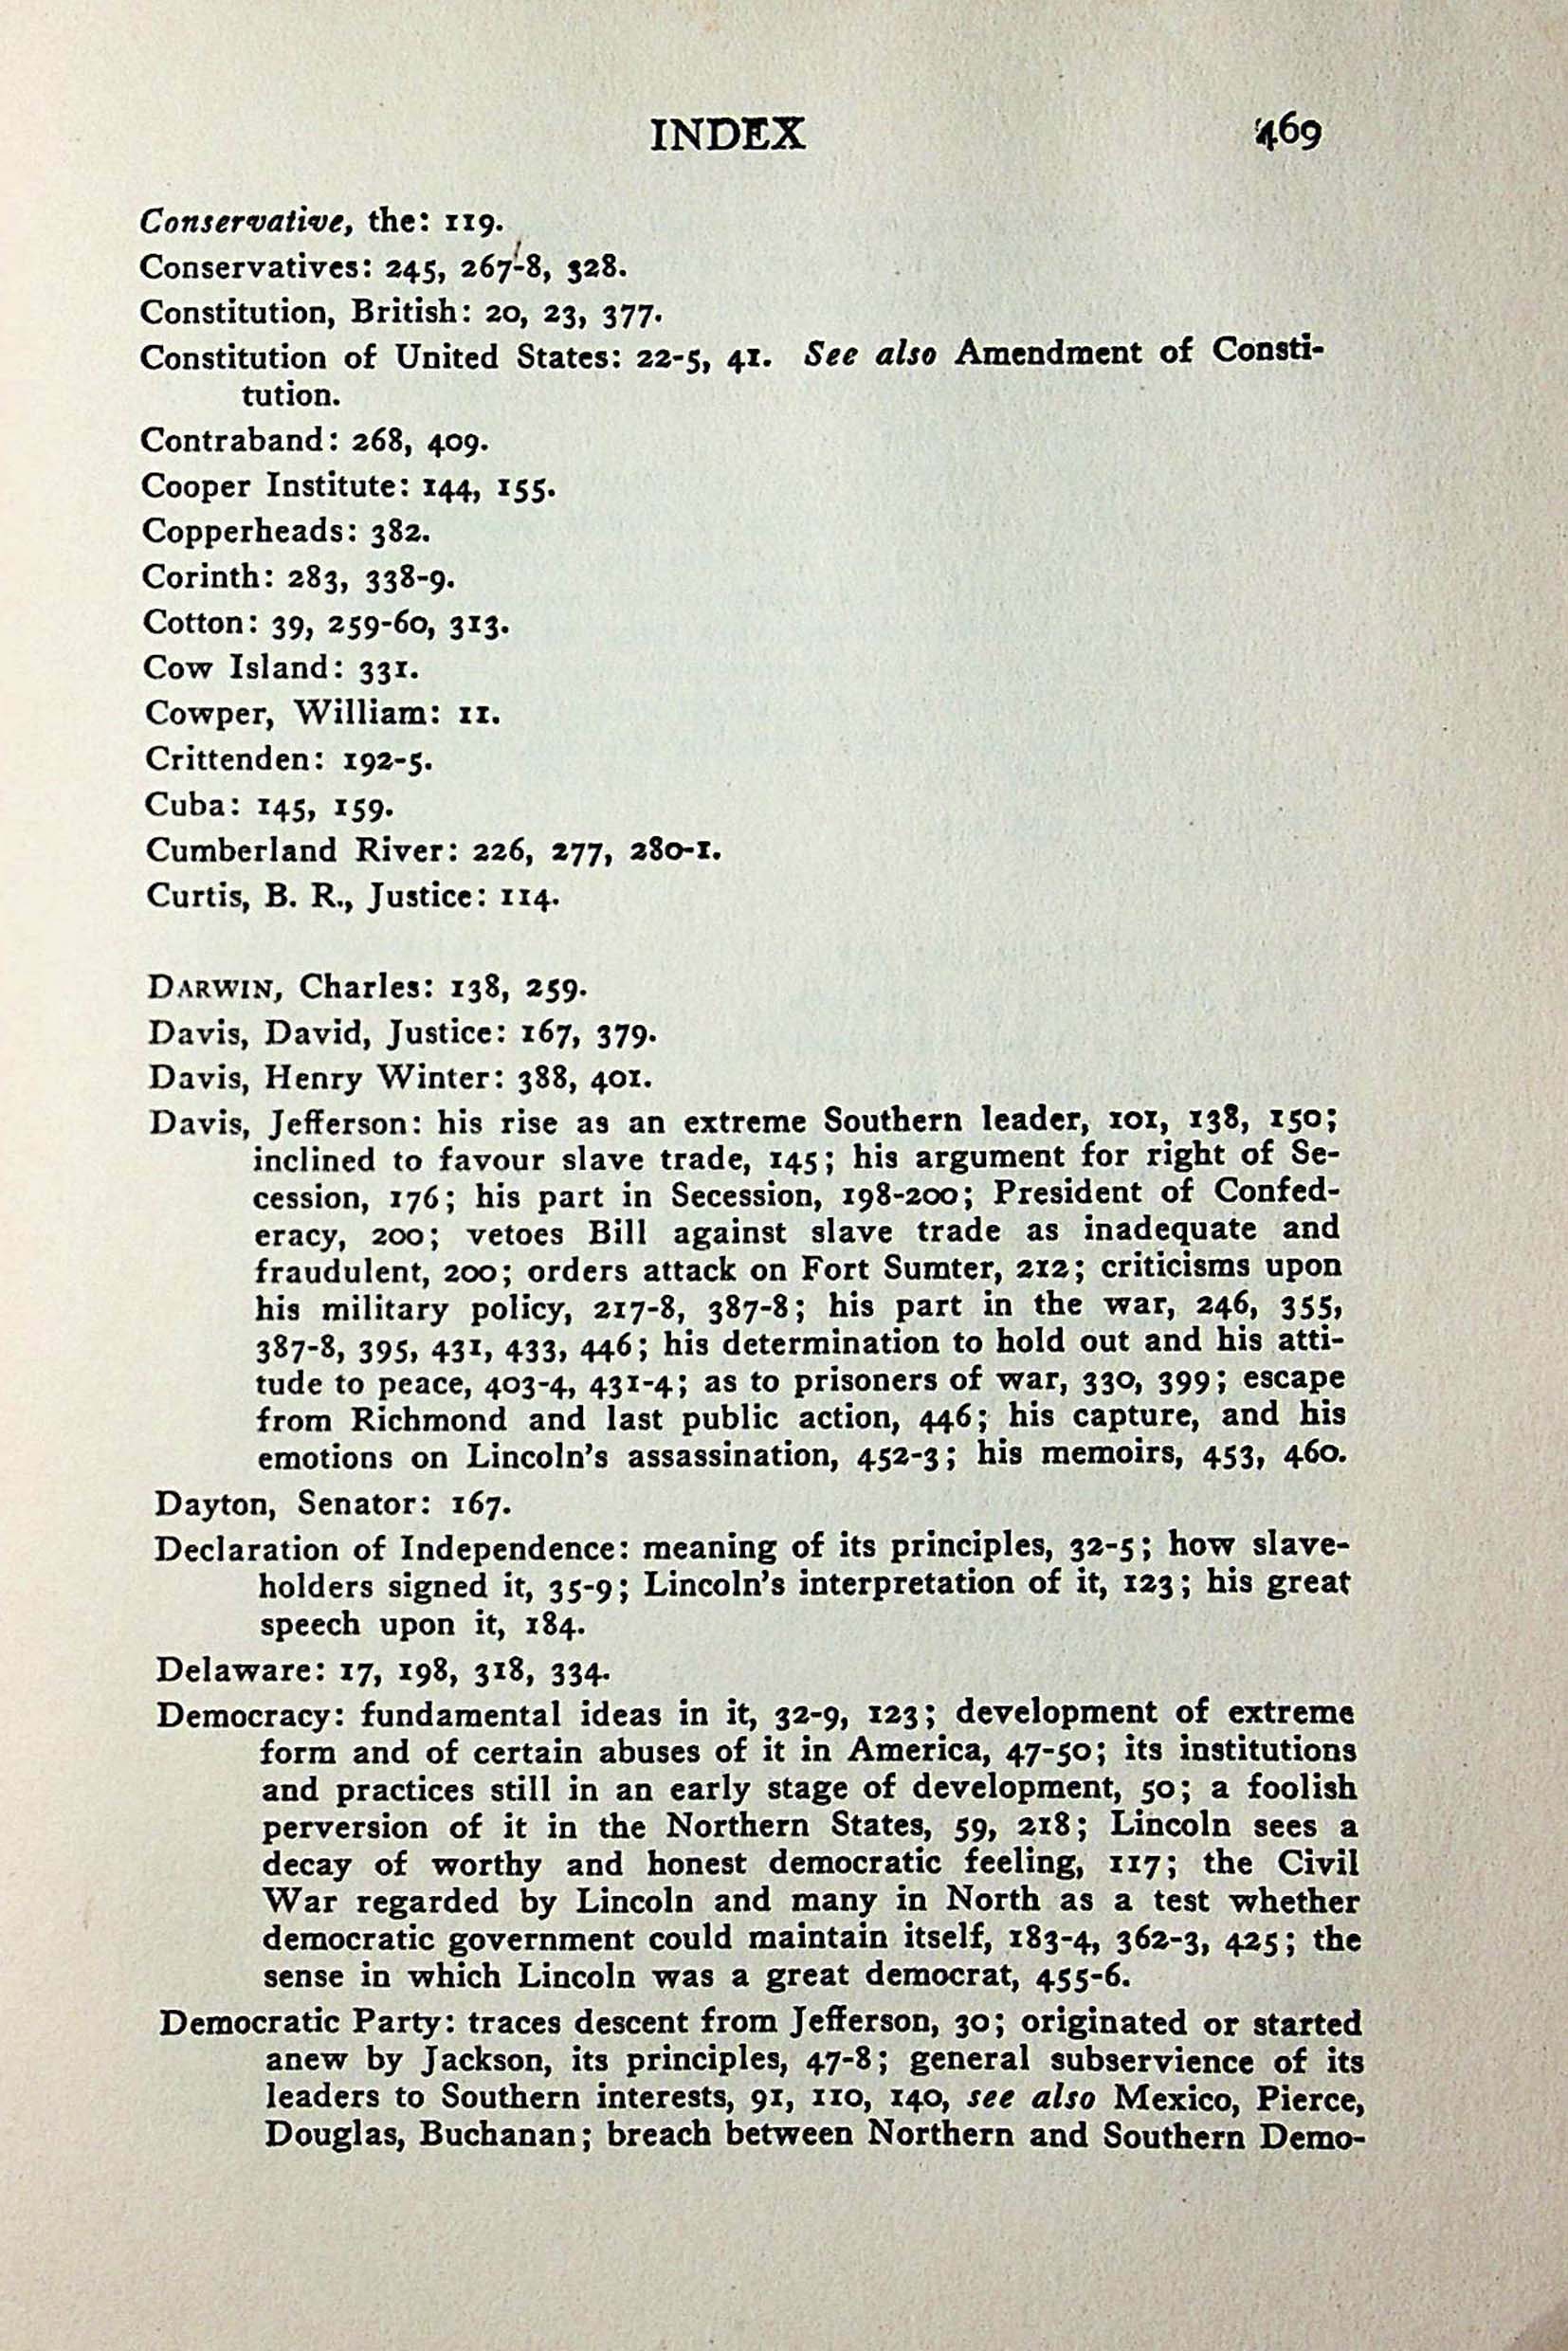 INDEX 469
Conservative, the: 119.
Conservatives: 245, 267-8, 328.
Constitution, British: 20, 23, 377.
Constitution of United States: 22-5, 41. See also Amendment of Consti-
tution.
Contraband: 268, 409.
Cooper Institute: 144, 155.
Copperheads: 382.
Corinth: 283, 338-9.
Cotton: 39, 259-60, 313.
Cow Island: 331.
Cowper, William: 11.
Crittenden: 192-5.
Cuba: 145, 159.
Cumberland River: 226, 277, 280-1.
Curtis, B. R., Justice: 114.
DARWIN, Charles: 138, 259.
Davis, David, Justice: 167, 379.
Davis, Henry Winter: 388, 401.
Davis, Jefferson: his rise as an extreme Southern leader, 101, 138, 150;
inclined to favour slave trade, 145; his argument for right of Se-
cession, 176; his part in Secession, 198-200; President of Confed-
eracy, 200; vetoes Bill against slave trade as inadequate and
fraudulent, 200; orders attack on Fort Sumter, 212; criticisms upon
his military policy, 217-8, 387-8; his part in the war, 246, 355,
387-8, 395, 431, 433, 446; his determination to hold out and his atti-
tude to peace, 403-4, 431-4; as to prisoners of war, 330, 399; escape
from Richmond and last public action, 446; his capture, and his
emotions on Lincoln's assassination, 452-3; his memoirs, 453, 460.
Dayton, Senator: 167.
Declaration of Independence: meaning of its principles, 32-5; how slave-
holders signed it, 35-9; Lincoln's interpretation of it, 123; his great
speech upon it, 184.
Delaware: 17, 198, 318, 334.
Democracy: fundamental ideas in it, 32-9, 123; development of extreme
form and of certain abuses of it in America, 47-50; its institutions
and practices still in an early stage of development, 50; a foolish
perversion of it in the Northern States, 59, 218; Lincoln sees a
decay of worthy and honest democratic feeling, 117; the Civil
War regarded by Lincoln and many in North as a test whether
democratic government could maintain itself, 183-4, 362-3, 425; the
sense in which Lincoln was a great democrat, 455-6.
Democratic Party: traces descent from Jefferson, 30; originated or started
anew by Jackson, its principles, 47-8; general subservience of its
leaders to Southern interests, 91, 110, 140, see also Mexico, Pierce,
Douglas, Buchanan; breach between Northern and Southern Demo-